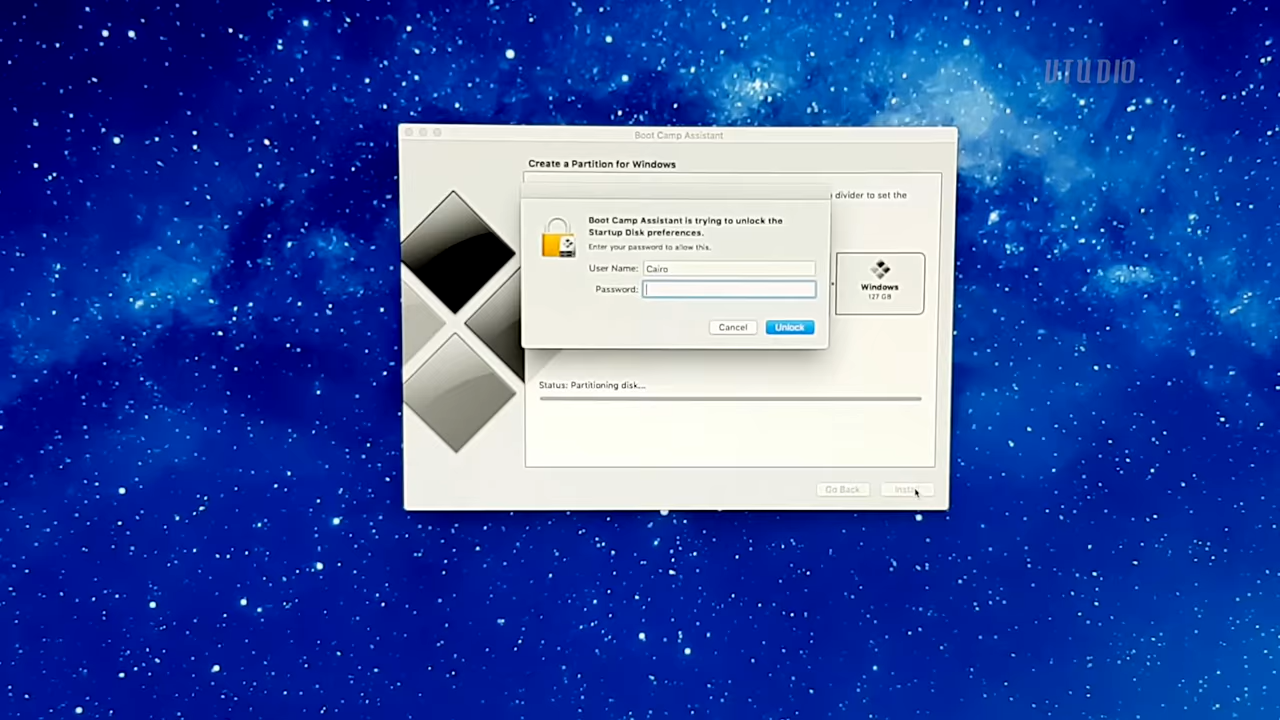 VTUDIO
Boot Camp Assistant
Create a Partition for Windows
divider to set the
Boot Camp Assistant is trying to unlock the
Startup Disk preferences.
Enter your password to allow this.
User Name: Cairo
Password:
Cancel
Unlock
Windows
127 GB
Status: Partitioning disk...
Go Back
Insta